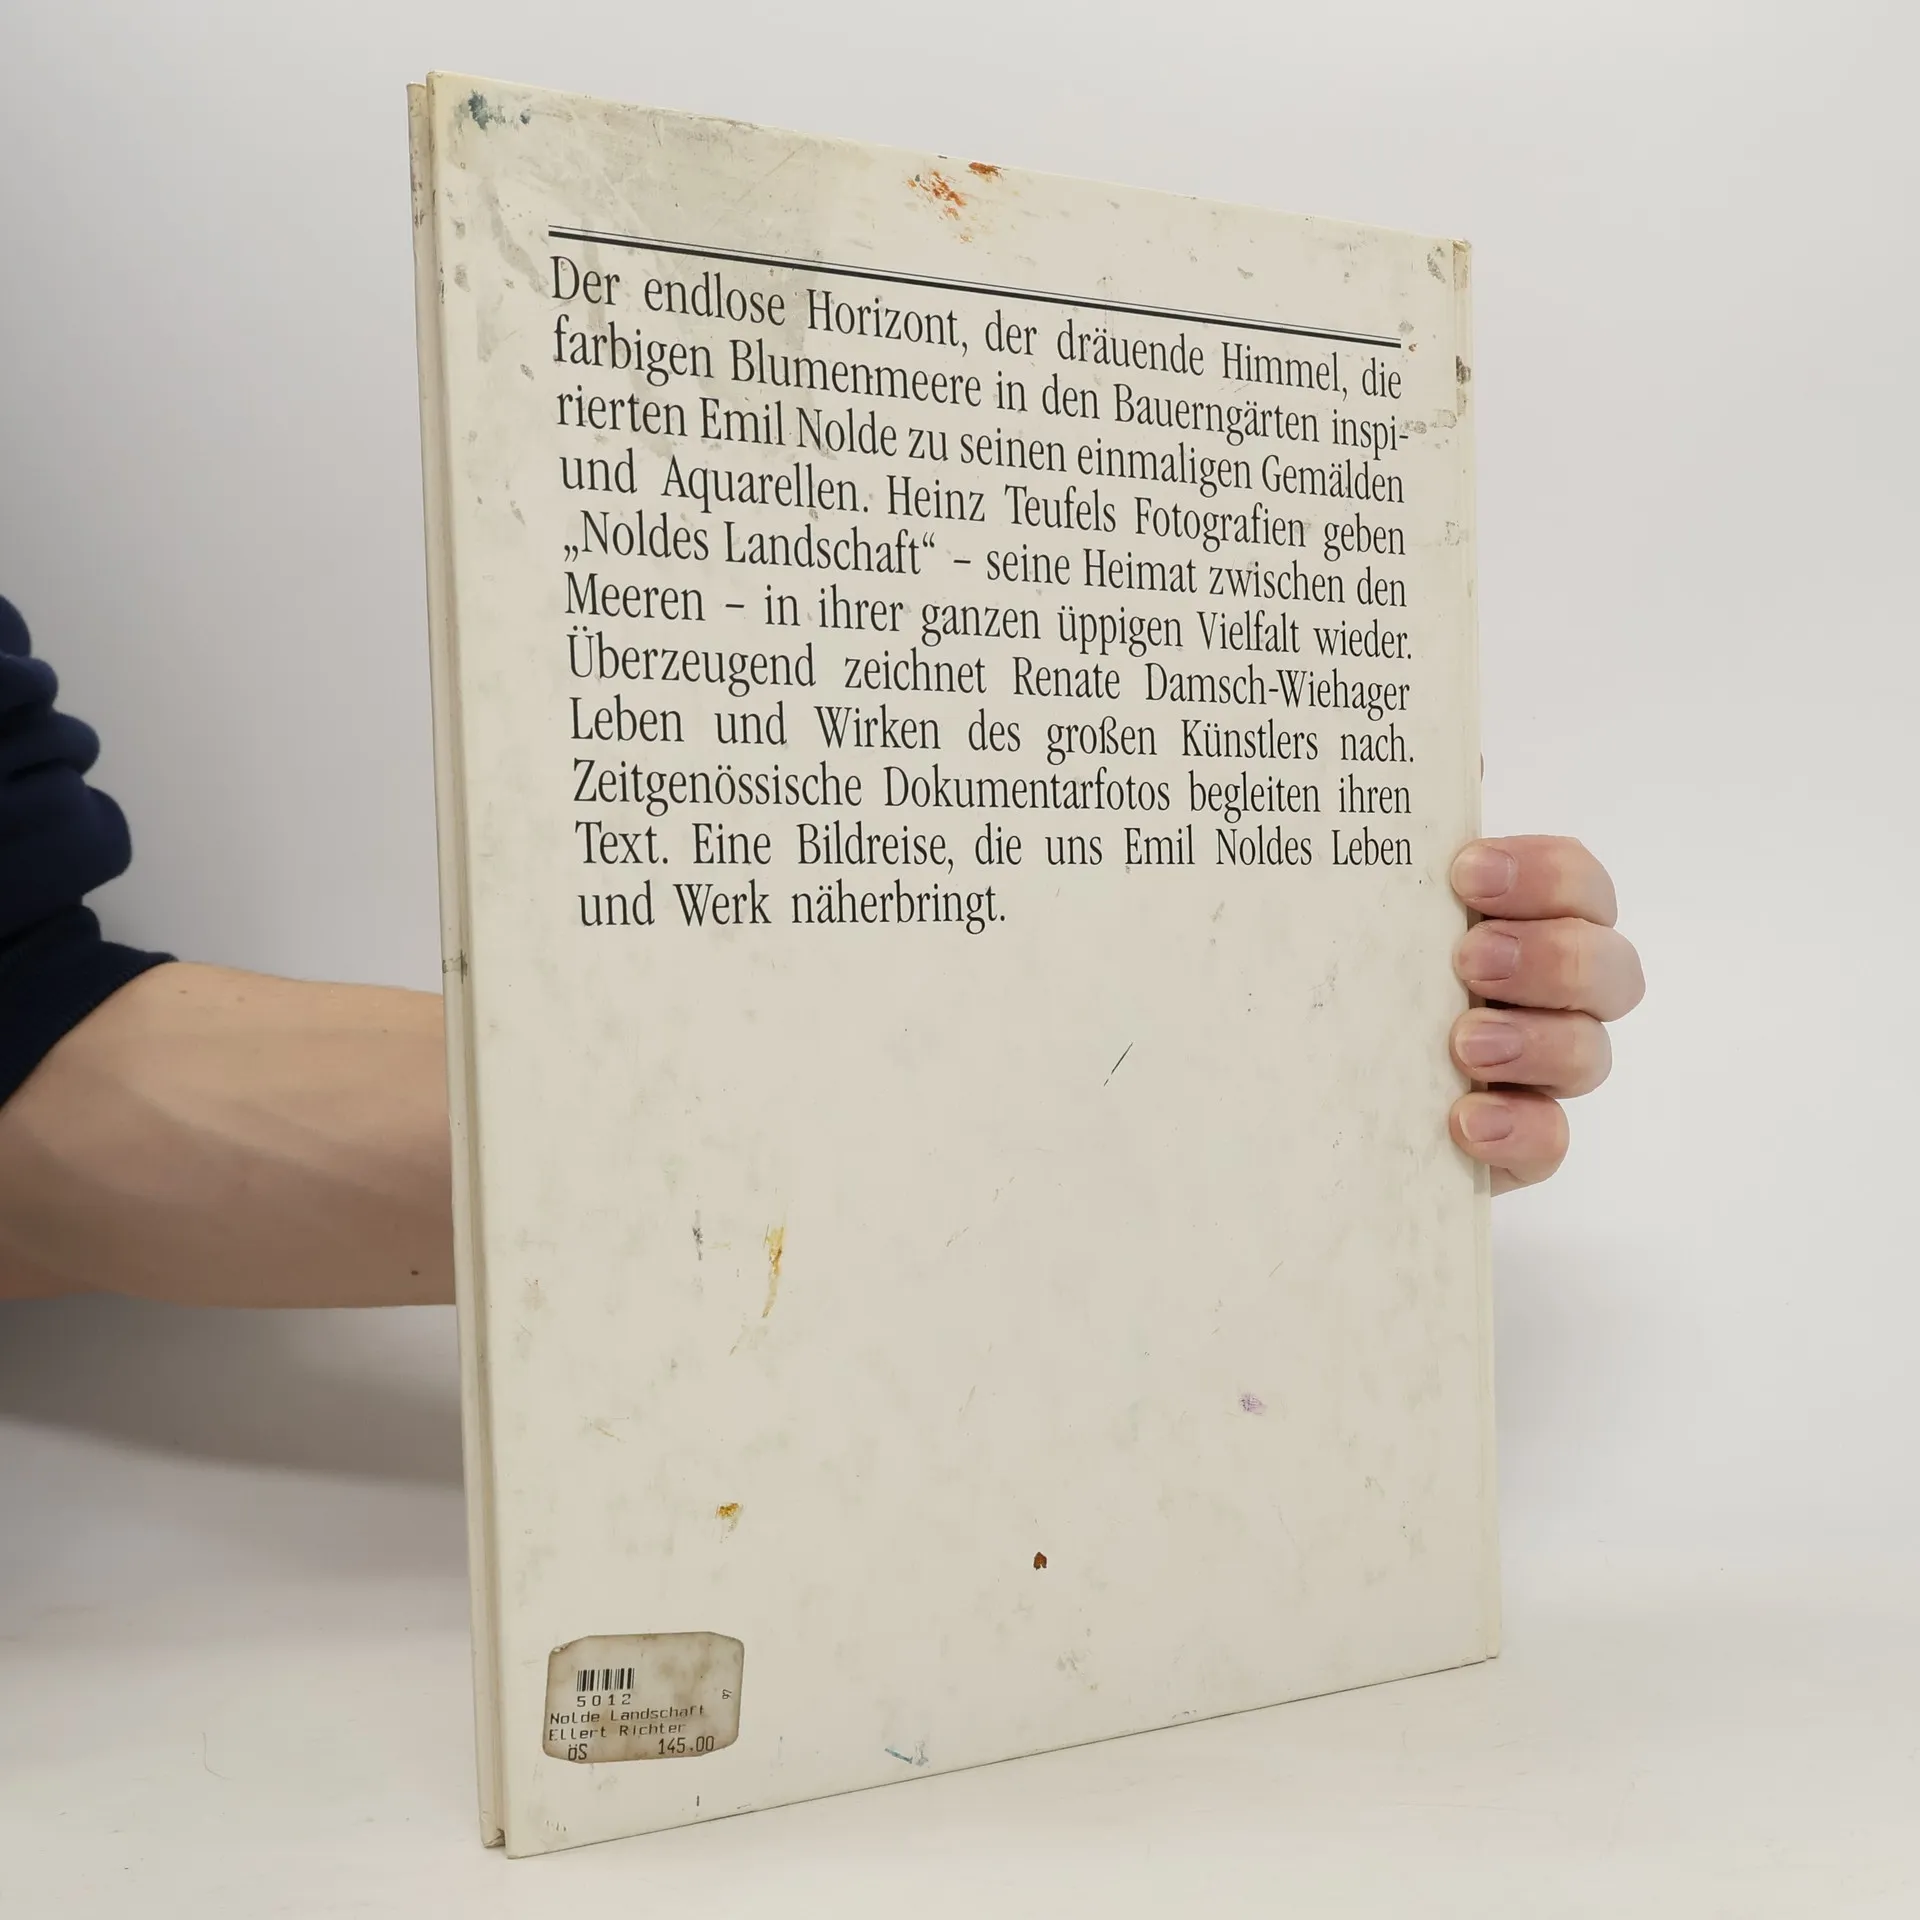 Der endlose Horizont, der dräuende Himmel, die
farbigen Blumenmeere in den Bauerngärten inspi-
rierten Emil Nolde zu seinen einmaligen Gemälden
und Aquarellen. Heinz Teufels Fotografien geben
„Noldes Landschaft“ – seine Heimat zwischen den
Meeren – in ihrer ganzen üppigen Vielfalt wieder.
Überzeugend zeichnet Renate Damsch-Wiehager
Leben und Wirken des großen Künstlers nach.
Zeitgenössische Dokumentarfotos begleiten ihren
Text. Eine Bildreise, die uns Emil Noldes Leben
und Werk näherbringt.
5012
Nolde Landschaft
Ellert Richter
öS 145.00